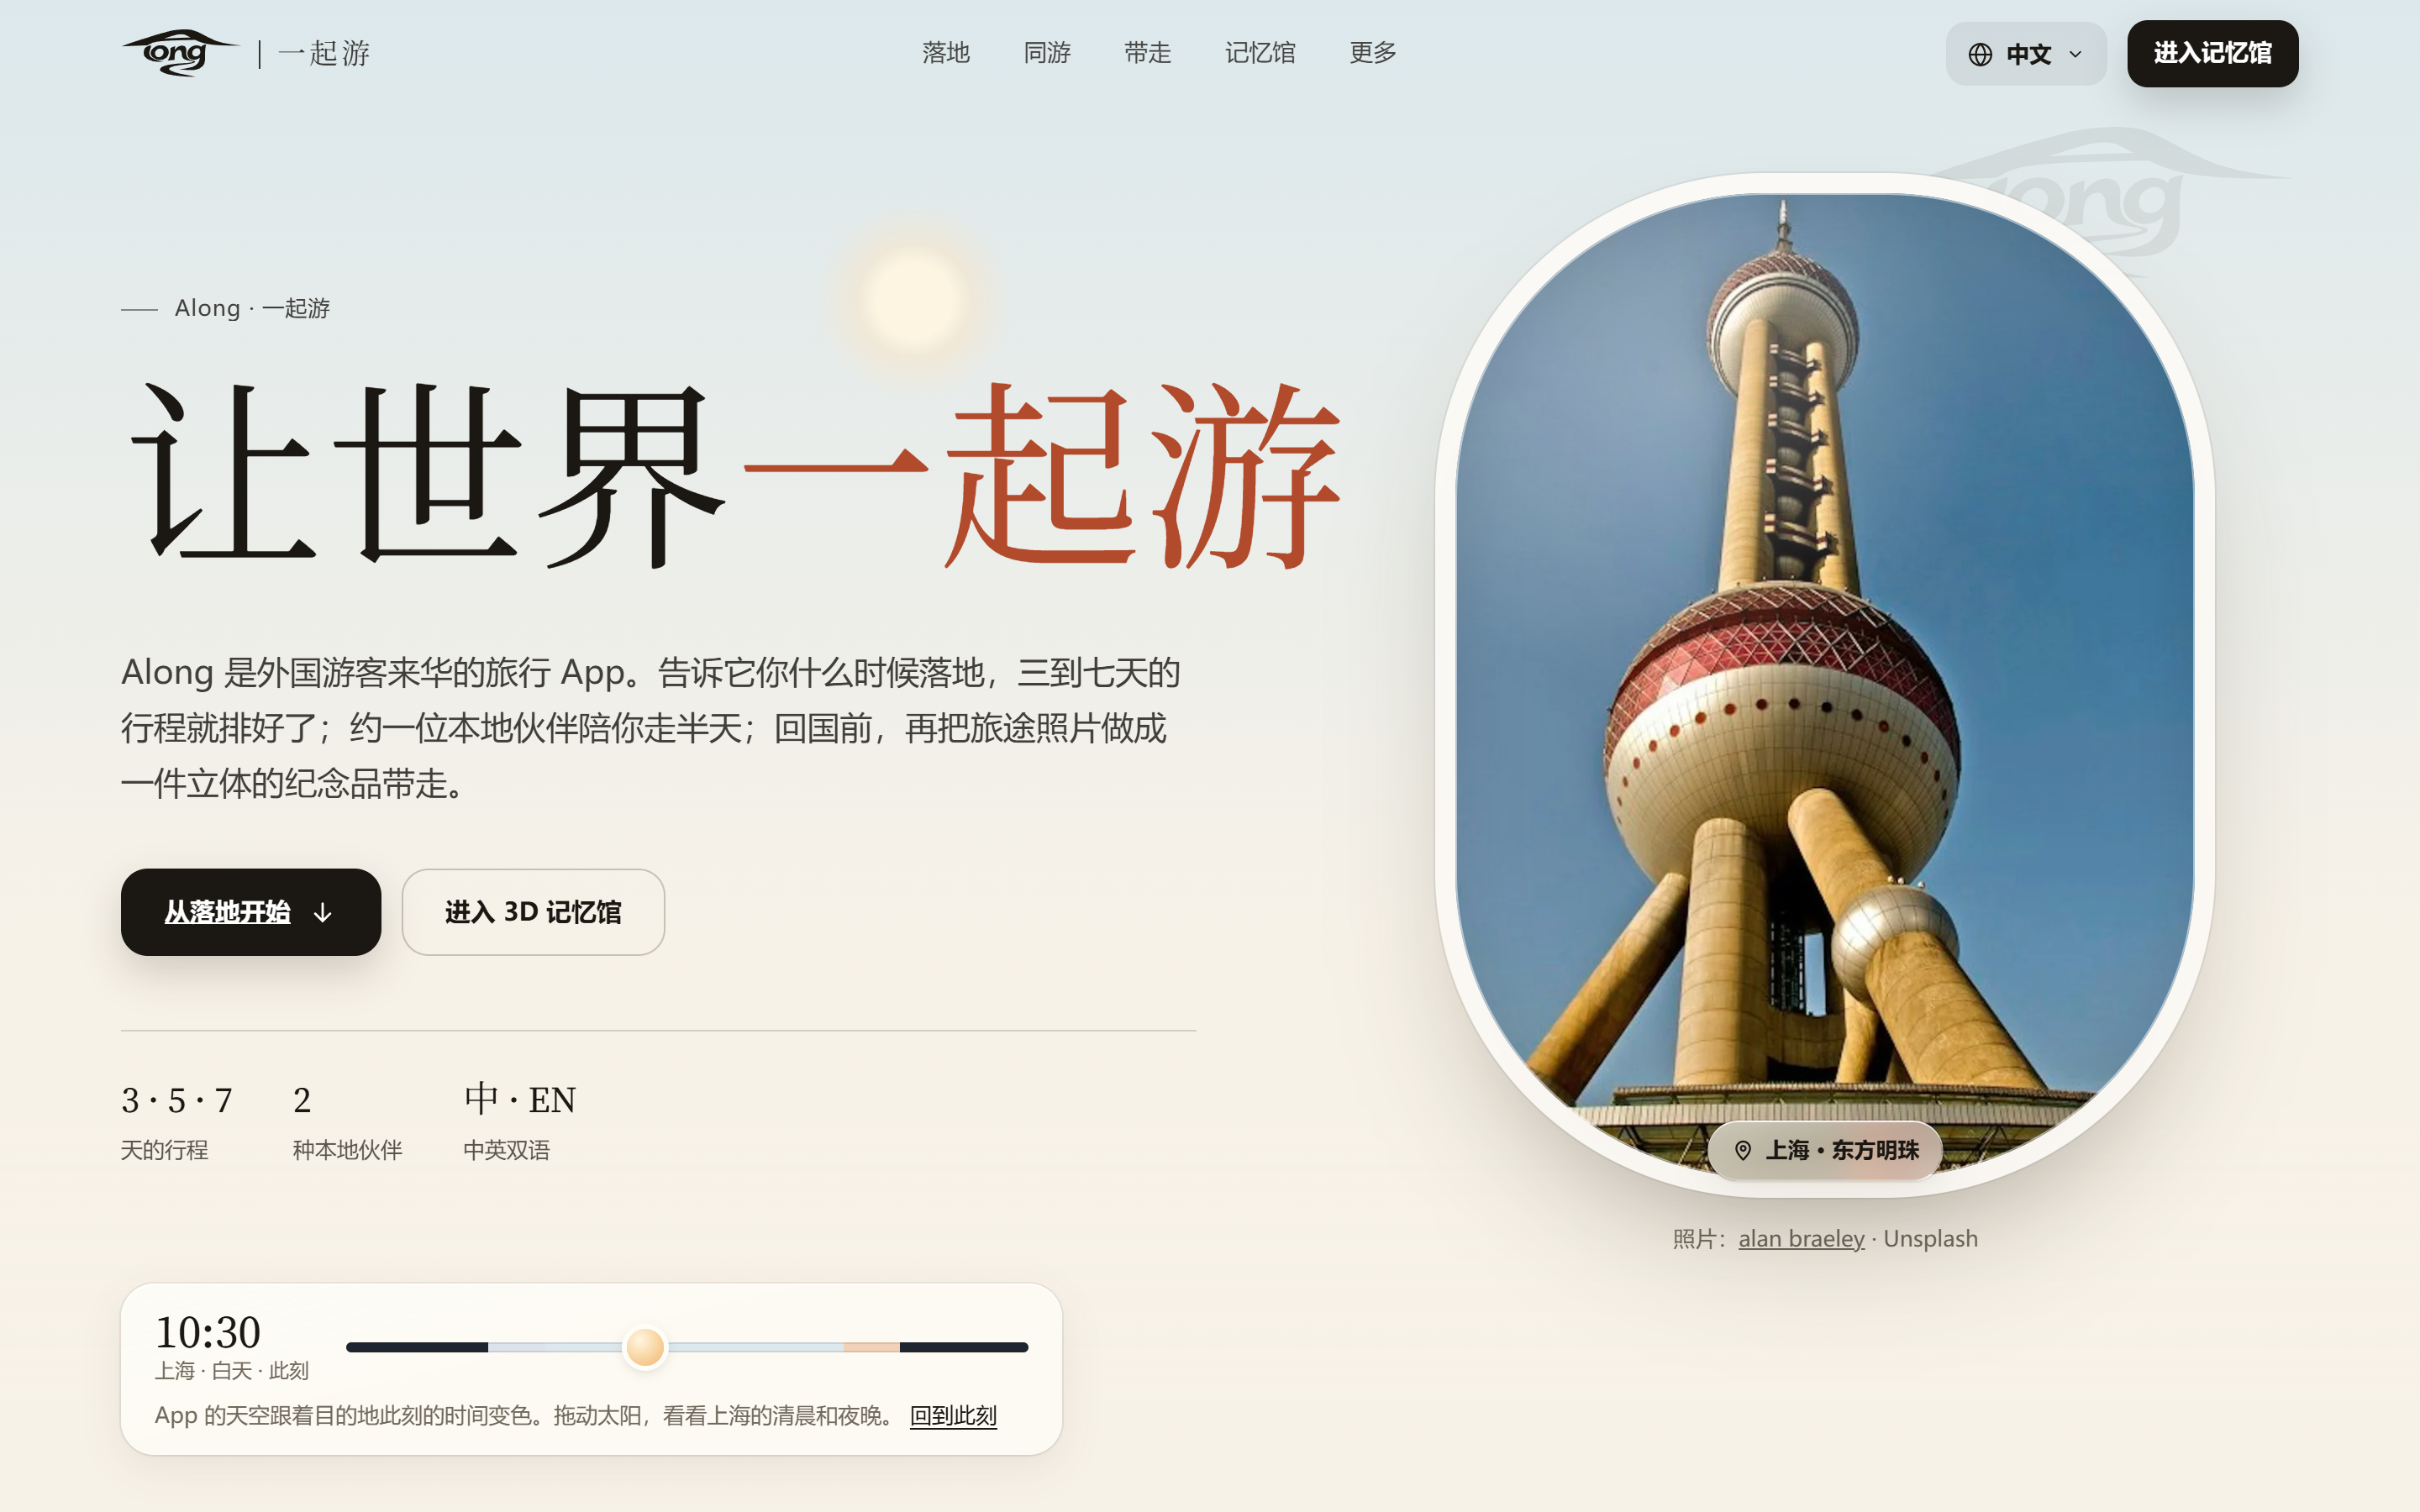 ong | 一起游
落地 同游 带走 记忆馆 更多
中文
进入记忆馆
ong
Along · 一起游
让世界一起游
Along 是外国游客来华的旅行 App。告诉它你什么时候落地，三到七天的
行程就排好了；约一位本地伙伴陪你走半天；回国前，再把旅途照片做成
一件立体的纪念品带走。
从落地开始 ↓
进入 3D 记忆馆
3 · 5 · 7
天的行程
2
种本地伙伴
中 · EN
中英双语
上海 · 东方明珠
照片：alan braeley · Unsplash
10:30
上海 · 白天 · 此刻
App 的天空跟着目的地此刻的时间变色。拖动太阳，看看上海的清晨和夜晚。 回到此刻